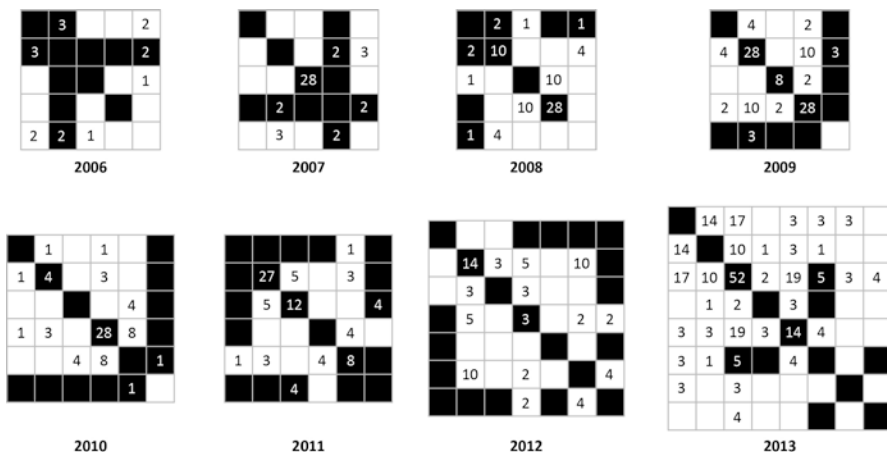 3 2
3 2
1
2 2 1
2006
2 3
28
2 2
3 2
2007
2 1 1
2 10 4
1 10
10 28
1 4
2008
4 2
4 28 10 3
8 2
2 10 2 28
3
2009
1 1
1 4 3
4
1 3 28 8
4 8 1
1
2010
1
27 5 3
5 12 4
4
1 3 4 8
4
2011
14 3 5 10
3 3
5 3 2 2
10 2 4
2 4
2012
14 17 3 3 3
14 10 1 3 1
17 10 52 2 19 5 3 4
1 2 3
3 3 19 3 14 4
3 1 5 4
3 3
4
2013